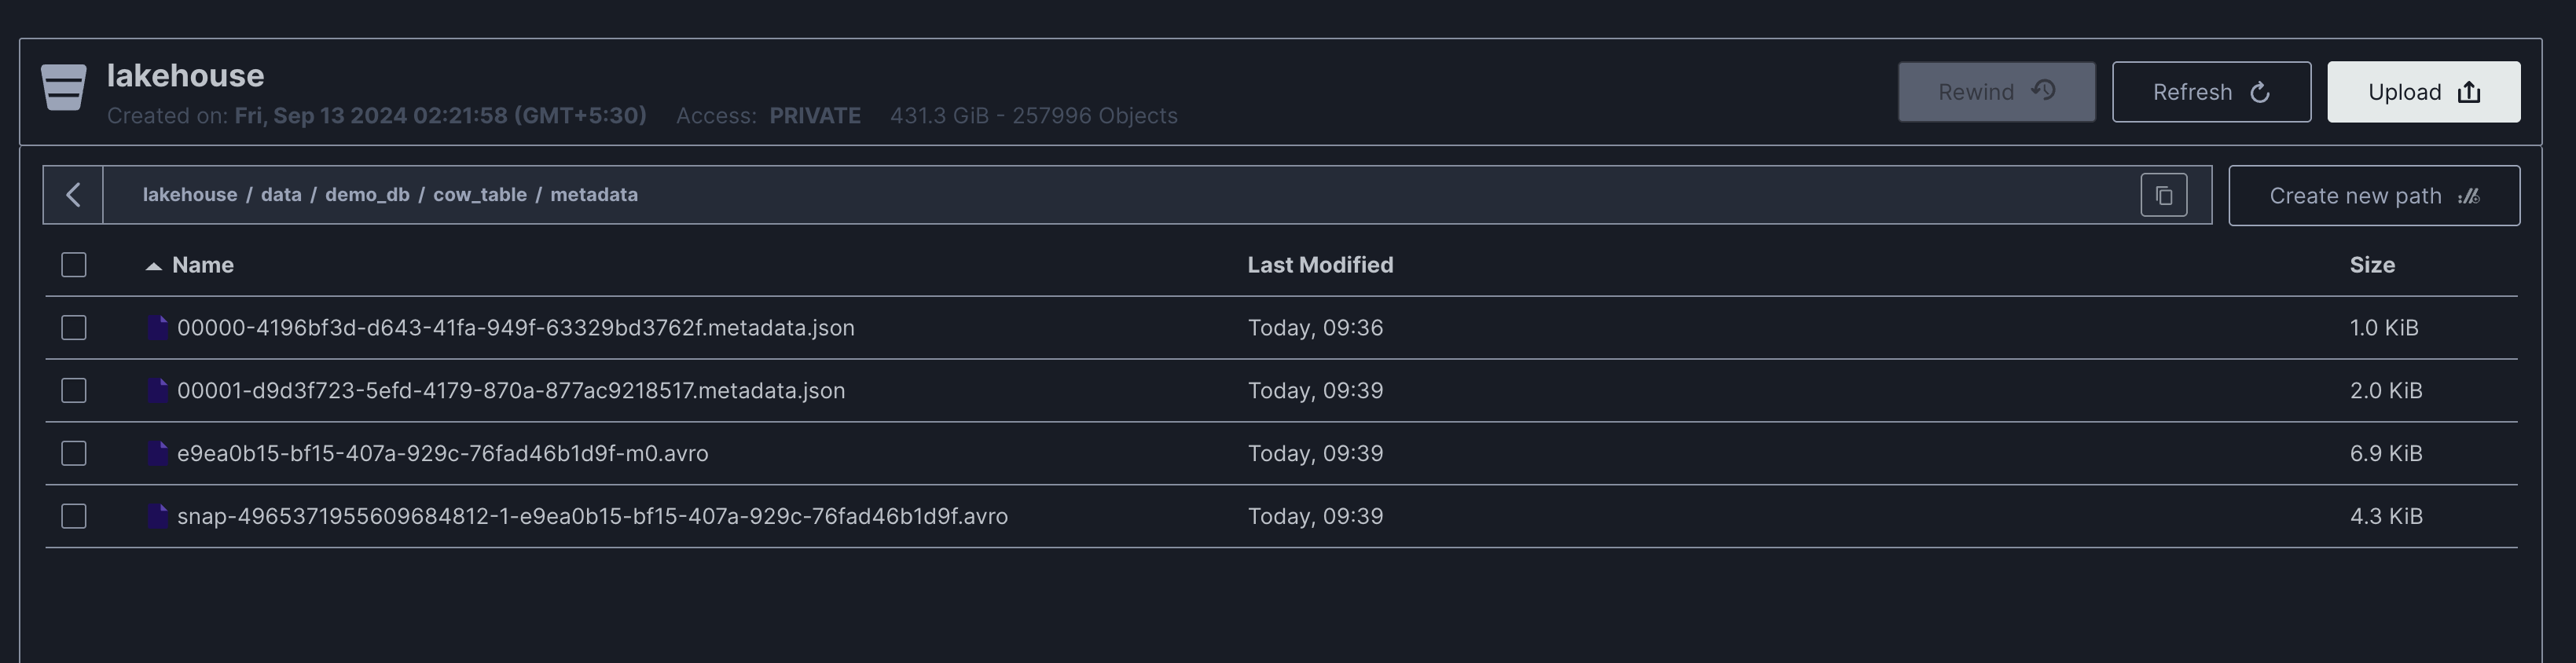 lakehouse
Created on: Fri, Sep 13 2024 02:21:58 (GMT+5:30) Access: PRIVATE 431.3 GiB - 257996 Objects
Rewind Refresh Upload
lakehouse / data / demo_db / cow_table / metadata
Create new path
Name Last Modified Size
00000-4196bf3d-d643-41fa-949f-63329bd3762f.metadata.json Today, 09:36 1.0 KiB
00001-d9d3f723-5efd-4179-870a-877ac9218517.metadata.json Today, 09:39 2.0 KiB
e9ea0b15-bf15-407a-929c-76fad46b1d9f-m0.avro Today, 09:39 6.9 KiB
snap-4965371955609684812-1-e9ea0b15-bf15-407a-929c-76fad46b1d9f.avro Today, 09:39 4.3 KiB